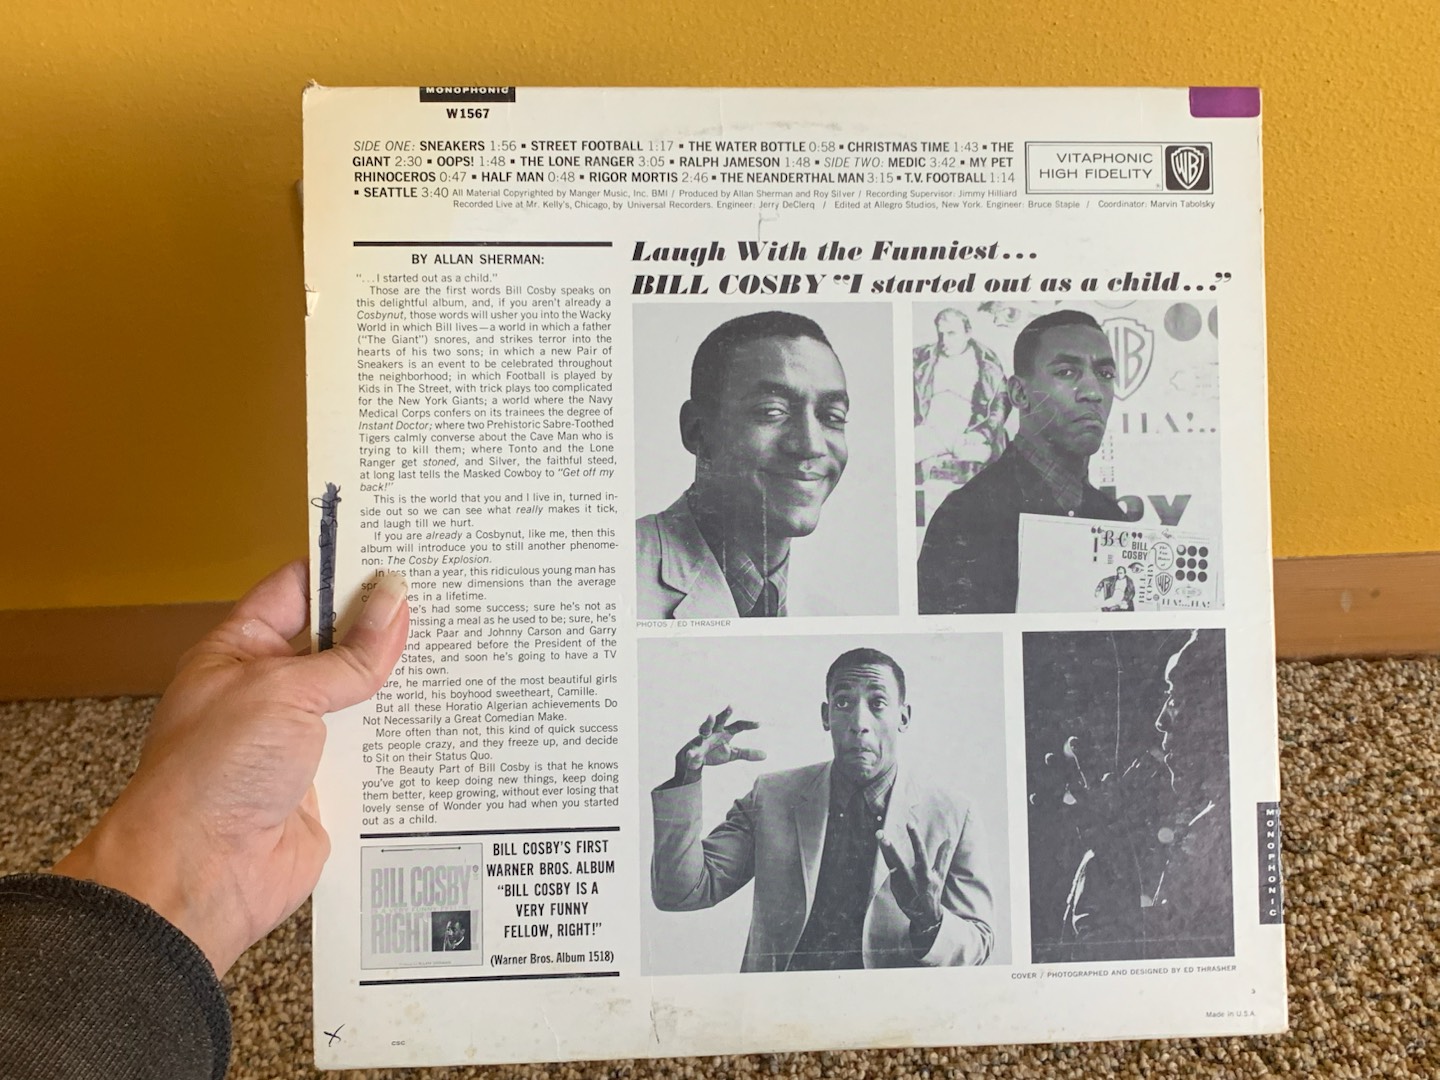 MONOPHONIC
W1567
SIDE ONE: SNEAKERS 1:56 ▪ STREET FOOTBALL 1:17 ▪ THE WATER BOTTLE 0:58 ▪ CHRISTMAS TIME 1:43 ▪ THE
GIANT 2:30 ▪ OOPS! 1:48 ▪ THE LONE RANGER 3:05 ▪ RALPH JAMESON 1:48 ▪ SIDE TWO: MEDIC 3:42 ▪ MY PET
RHINOCEROS 0:47 ▪ HALF MAN 0:48 ▪ RIGOR MORTIS 2:46 ▪ THE NEANDERTHAL MAN 3:15 ▪ T.V. FOOTBALL 1:14
▪ SEATTLE 3:40 All Material Copyrighted by Manger Music, Inc. BMI / Produced by Allan Sherman and Roy Silver / Recording Supervisor: Jimmy Hilliard
Recorded Live at Mr. Kelly's, Chicago, by Universal Recorders. Engineer: Jerry DeClerq / Edited at Allegro Studios, New York. Engineer: Bruce Staple / Coordinator: Marvin Tabolsky
VITAPHONIC
HIGH FIDELITY
WB
BY ALLAN SHERMAN:
"...I started out as a child."
Those are the first words Bill Cosby speaks on
this delightful album, and, if you aren't already a
Cosbynut, those words will usher you into the Wacky
World in which Bill lives—a world in which a father
("The Giant") snores, and strikes terror into the
hearts of his two sons; in which a new Pair of
Sneakers is an event to be celebrated throughout
the neighborhood; in which Football is played by
Kids in The Street, with trick plays too complicated
for the New York Giants; a world where the Navy
Medical Corps confers on its trainees the degree of
Instant Doctor; where two Prehistoric Sabre-Toothed
Tigers calmly converse about the Cave Man who is
trying to kill them; where Tonto and the Lone
Ranger get stoned, and Silver, the faithful steed,
at long last tells the Masked Cowboy to "Get off my
back!"
This is the world that you and I live in, turned in-
side out so we can see what really makes it tick,
and laugh till we hurt.
If you are already a Cosbynut, like me, then this
album will introduce you to still another phenome-
non: The Cosby Explosion.
In less than a year, this ridiculous young man has
more new dimensions than the average
in a lifetime.
he's had some success; sure he's not as
missing a meal as he used to be; sure, he's
Jack Paar and Johnny Carson and Garry
and appeared before the President of the
States, and soon he's going to have a TV
of his own.
he married one of the most beautiful girls
the world, his boyhood sweetheart, Camille.
But all these Horatio Algerian achievements Do
Not Necessarily a Great Comedian Make.
More often than not, this kind of quick success
gets people crazy, and they freeze up, and decide
to Sit on their Status Quo.
The Beauty Part of Bill Cosby is that he knows
you've got to keep doing new things, keep doing
them better, keep growing, without ever losing that
lovely sense of Wonder you had when you started
out as a child.
BILL COSBY
RIGHT
BILL COSBY'S FIRST
WARNER BROS. ALBUM
"BILL COSBY IS A
VERY FUNNY
FELLOW, RIGHT!"
(Warner Bros. Album 1518)
Laugh With the Funniest...
BILL COSBY "I started out as a child..."
WB
HA!..
by
"BC"
BILL
COSBY
WB
BILL
COSBY
HA!...HA!
PHOTOS / ED THRASHER
COVER / PHOTOGRAPHED AND DESIGNED BY ED THRASHER
MONOPHONIC
3
Made in U.S.A.
X
CSC